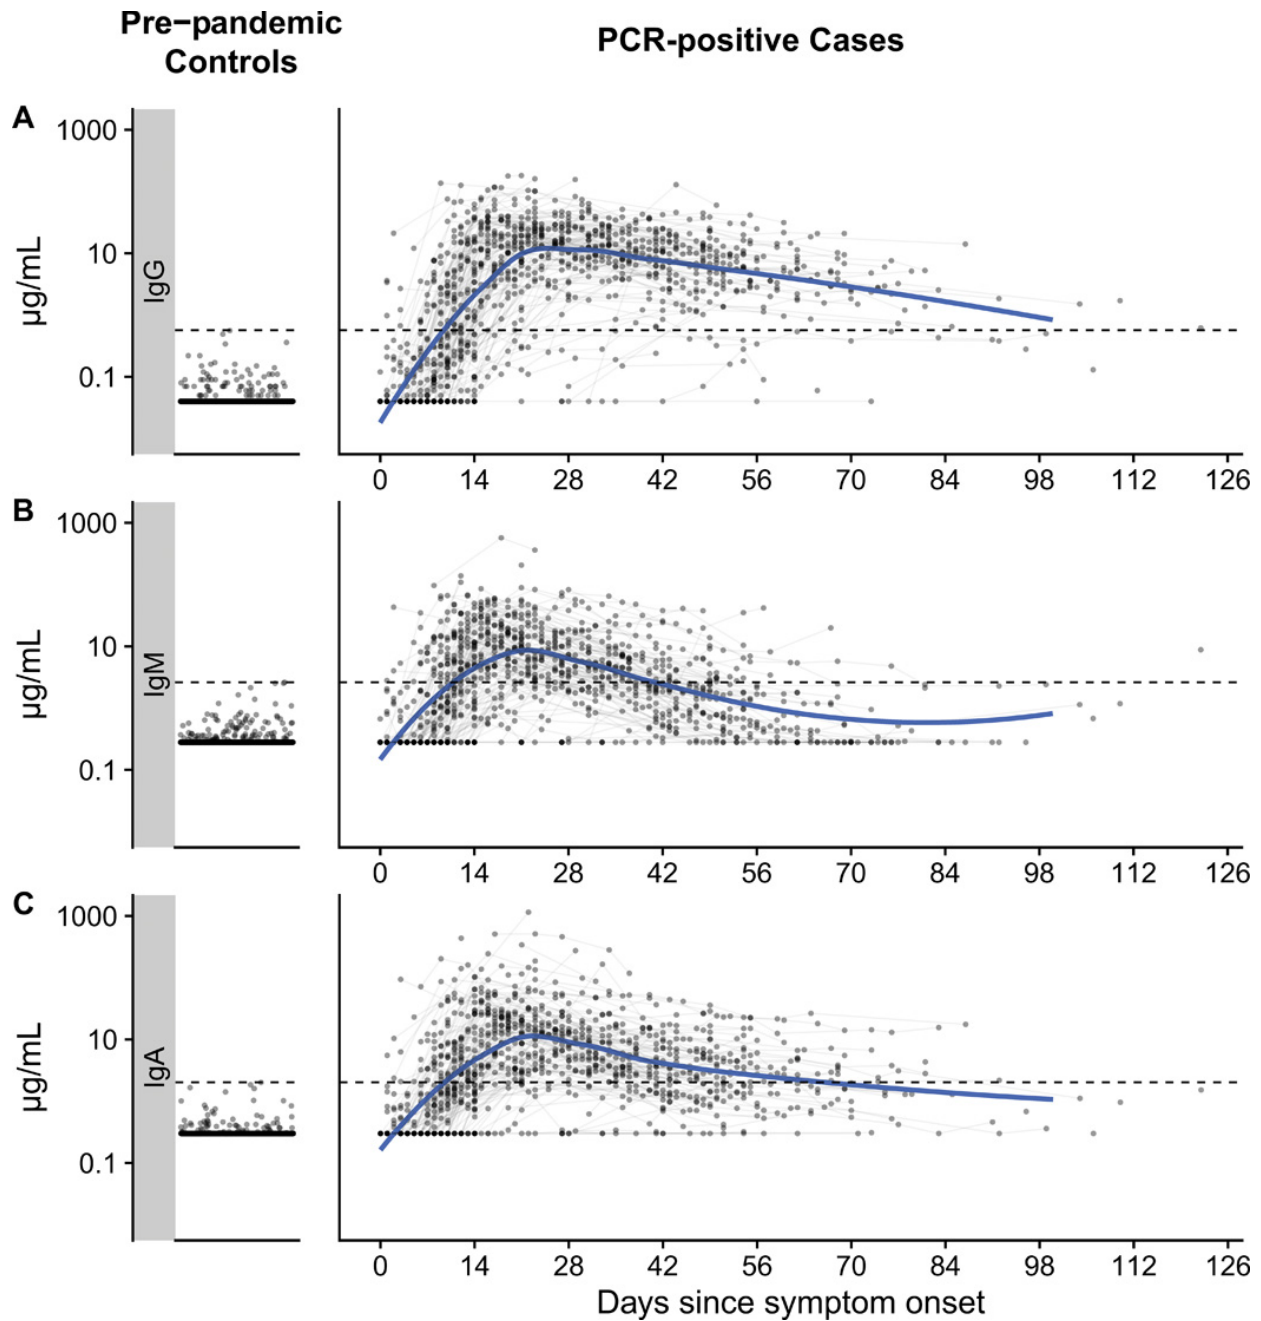 Pre−pandemic
Controls
PCR-positive Cases
A
1000
10
0.1
µg/mL
IgG
0 14 28 42 56 70 84 98 112 126
B
1000
10
0.1
µg/mL
IgM
0 14 28 42 56 70 84 98 112 126
C
1000
10
0.1
µg/mL
IgA
0 14 28 42 56 70 84 98 112 126
Days since symptom onset